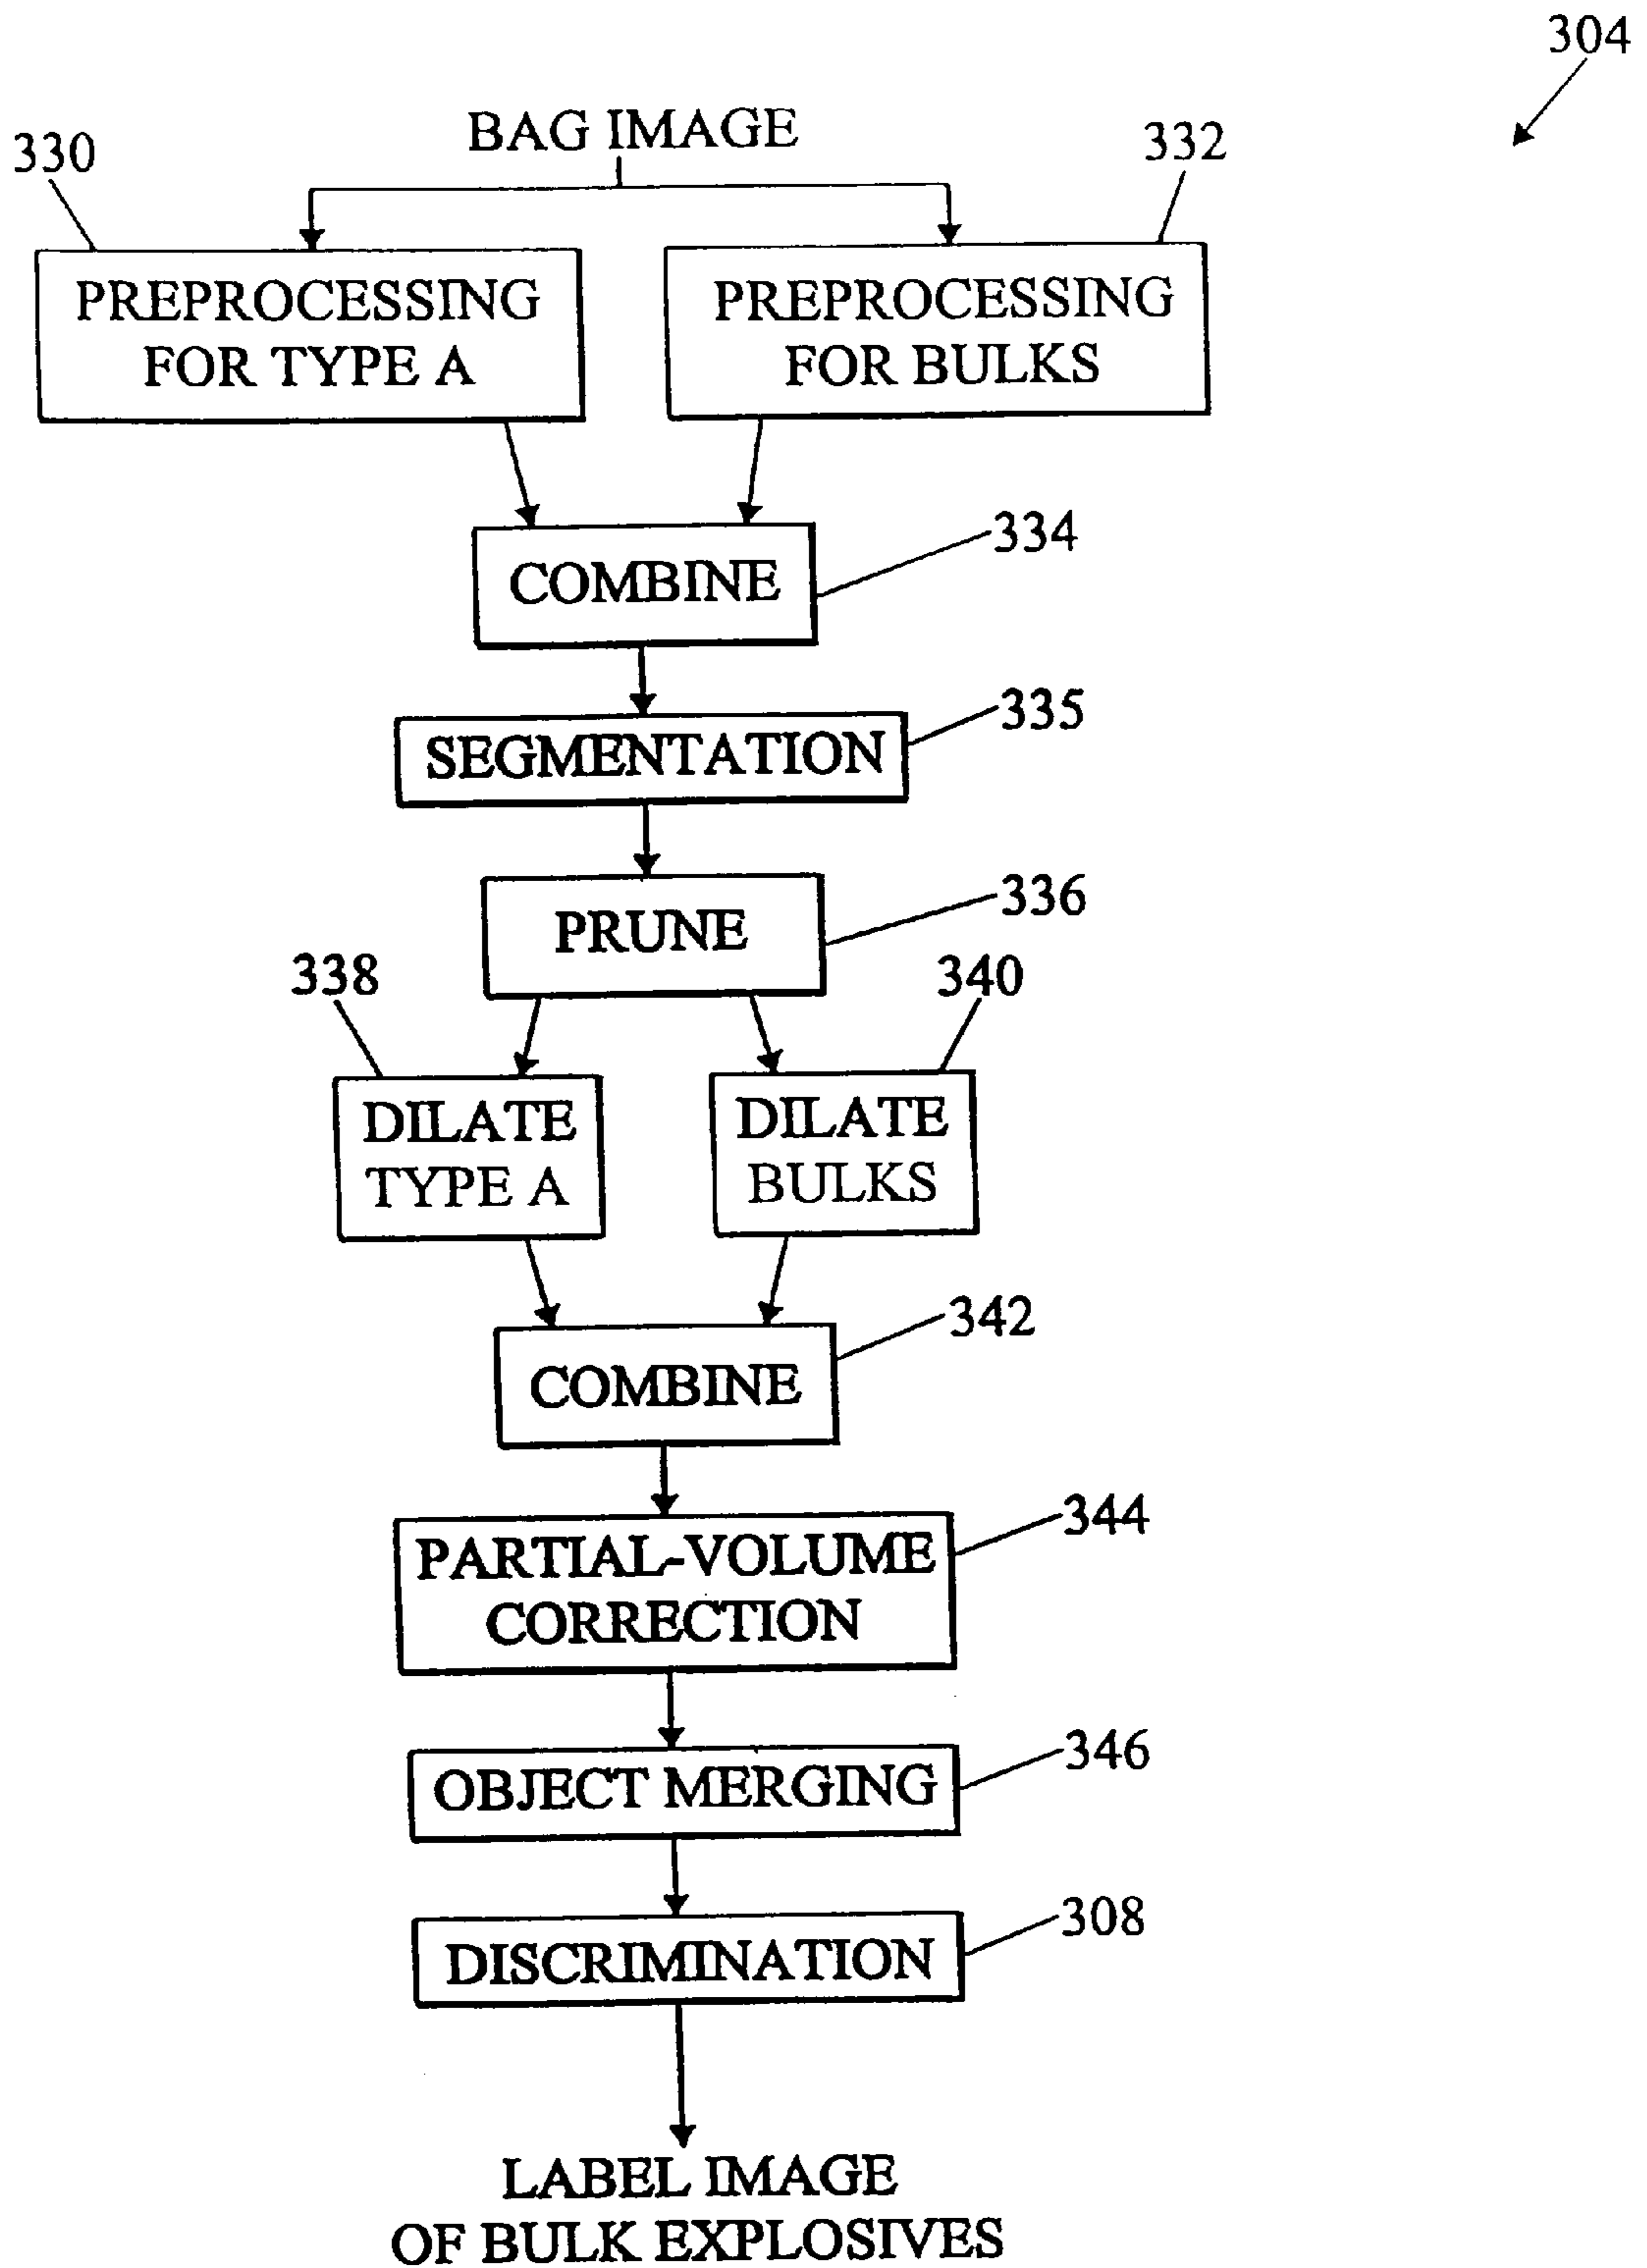 304
BAG IMAGE
330
332
PREPROCESSING
FOR TYPE A
PREPROCESSING
FOR BULKS
COMBINE
334
SEGMENTATION
335
PRUNE
336
338
340
DILATE
TYPE A
DILATE
BULKS
COMBINE
342
PARTIAL-VOLUME
CORRECTION
344
OBJECT MERGING
346
DISCRIMINATION
308
LABEL IMAGE
OF BULK EXPLOSIVES